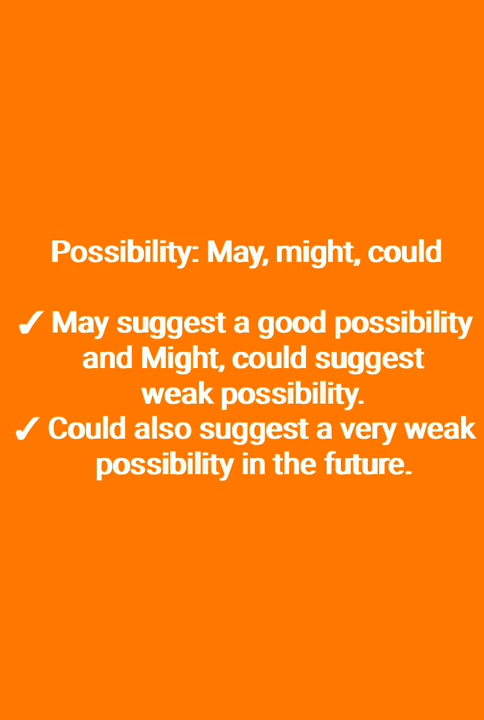 Possibility: May, might, could
✓ May suggest a good possibility
and Might, could suggest
weak possibility.
✓ Could also suggest a very weak
possibility in the future.